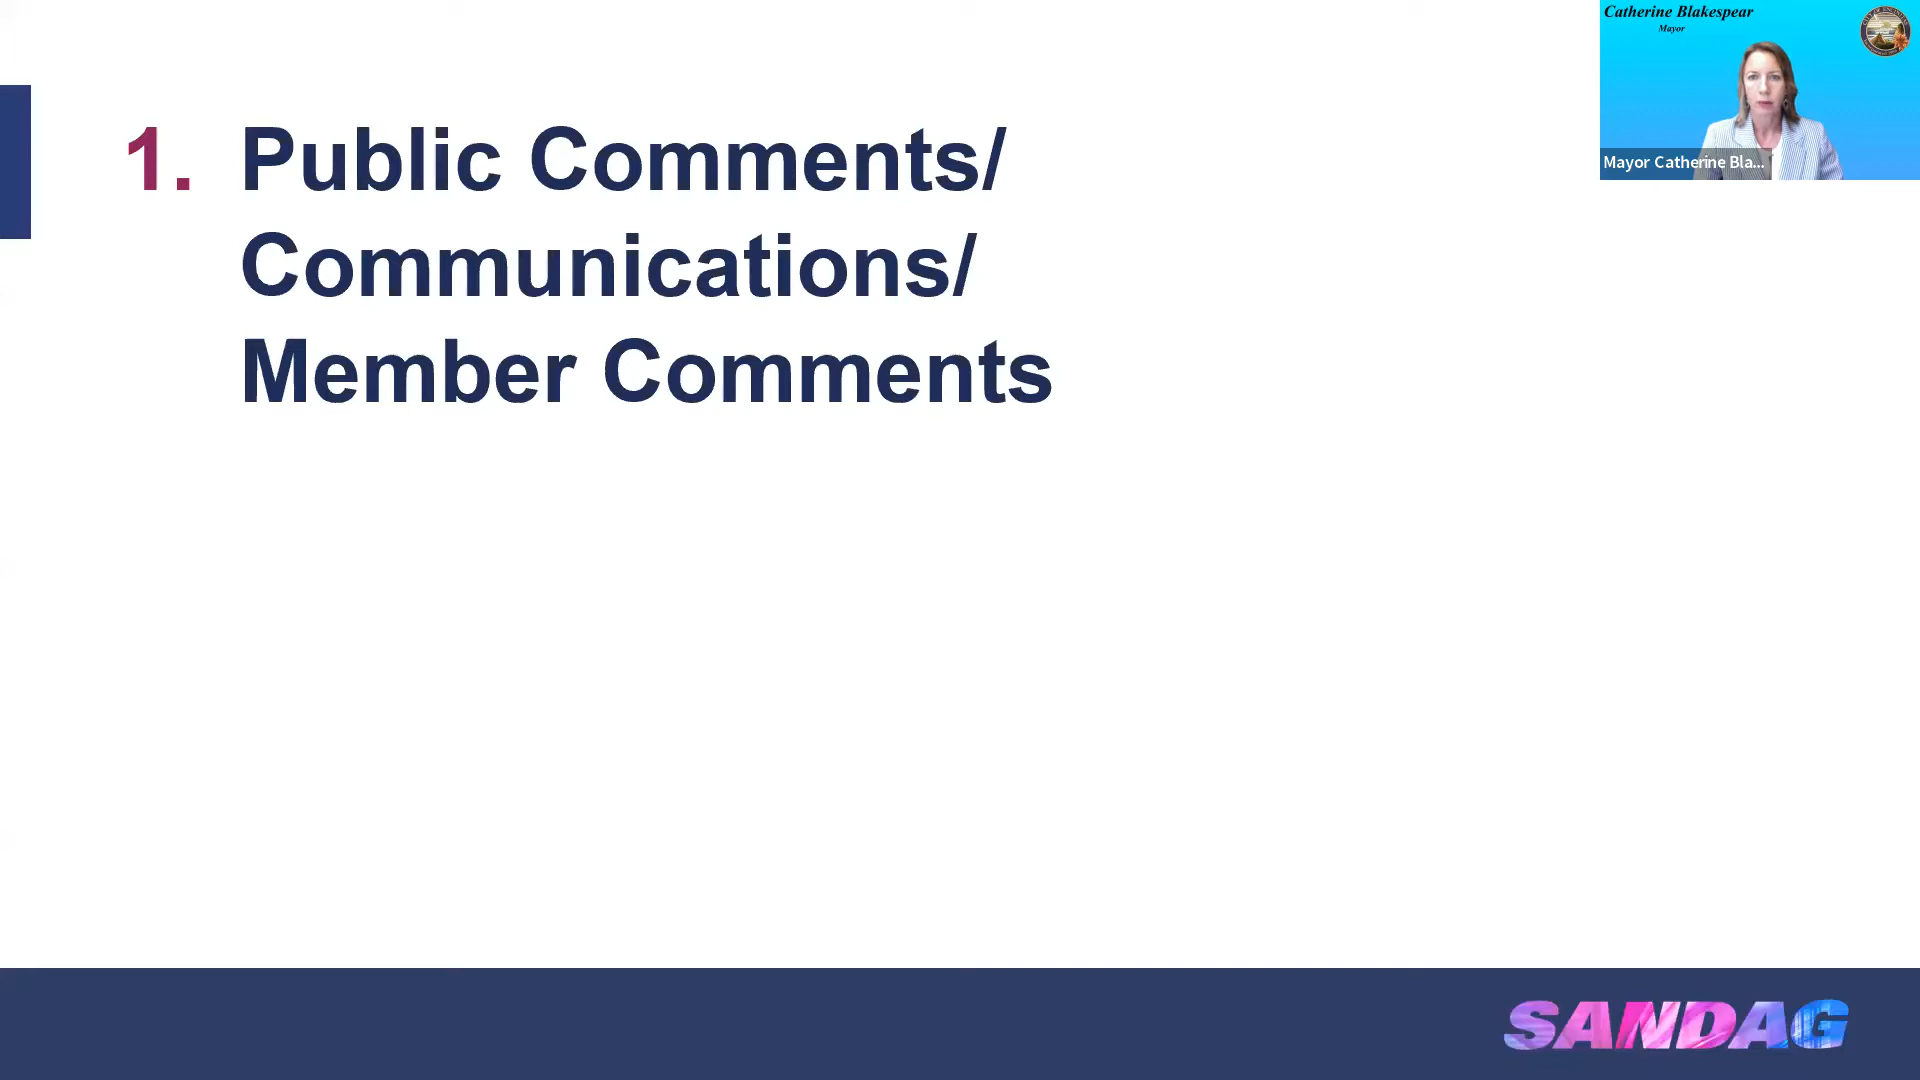 1. Public Comments/
Communications/
Member Comments
Catherine Blakespear
Mayor
Mayor Catherine Bla...
SANDAG